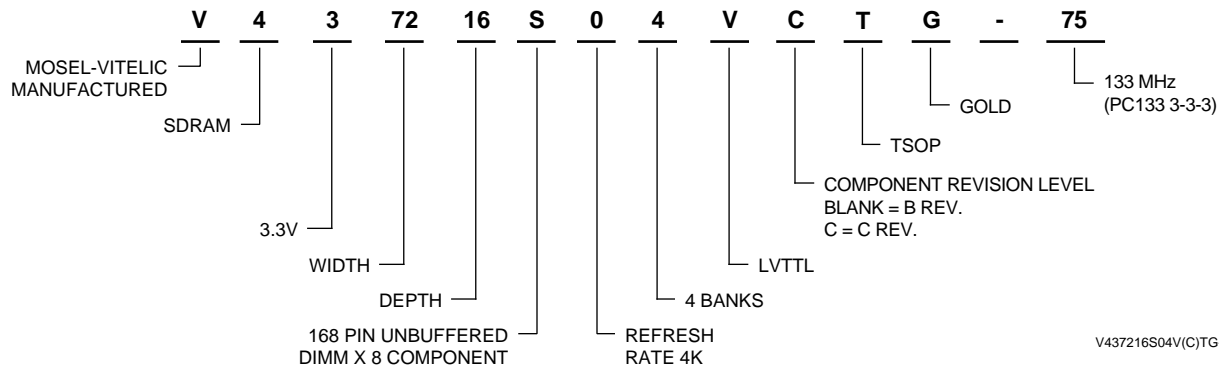 V 4 3 72 16 S 0 4 V C T G - 75
MOSEL-VITELIC
MANUFACTURED
133 MHz
(PC133 3-3-3)
GOLD
SDRAM
TSOP
COMPONENT REVISION LEVEL
BLANK = B REV.
C = C REV.
3.3V
WIDTH
LVTTL
DEPTH
4 BANKS
168 PIN UNBUFFERED
DIMM X 8 COMPONENT
REFRESH
RATE 4K
V437216S04V(C)TG